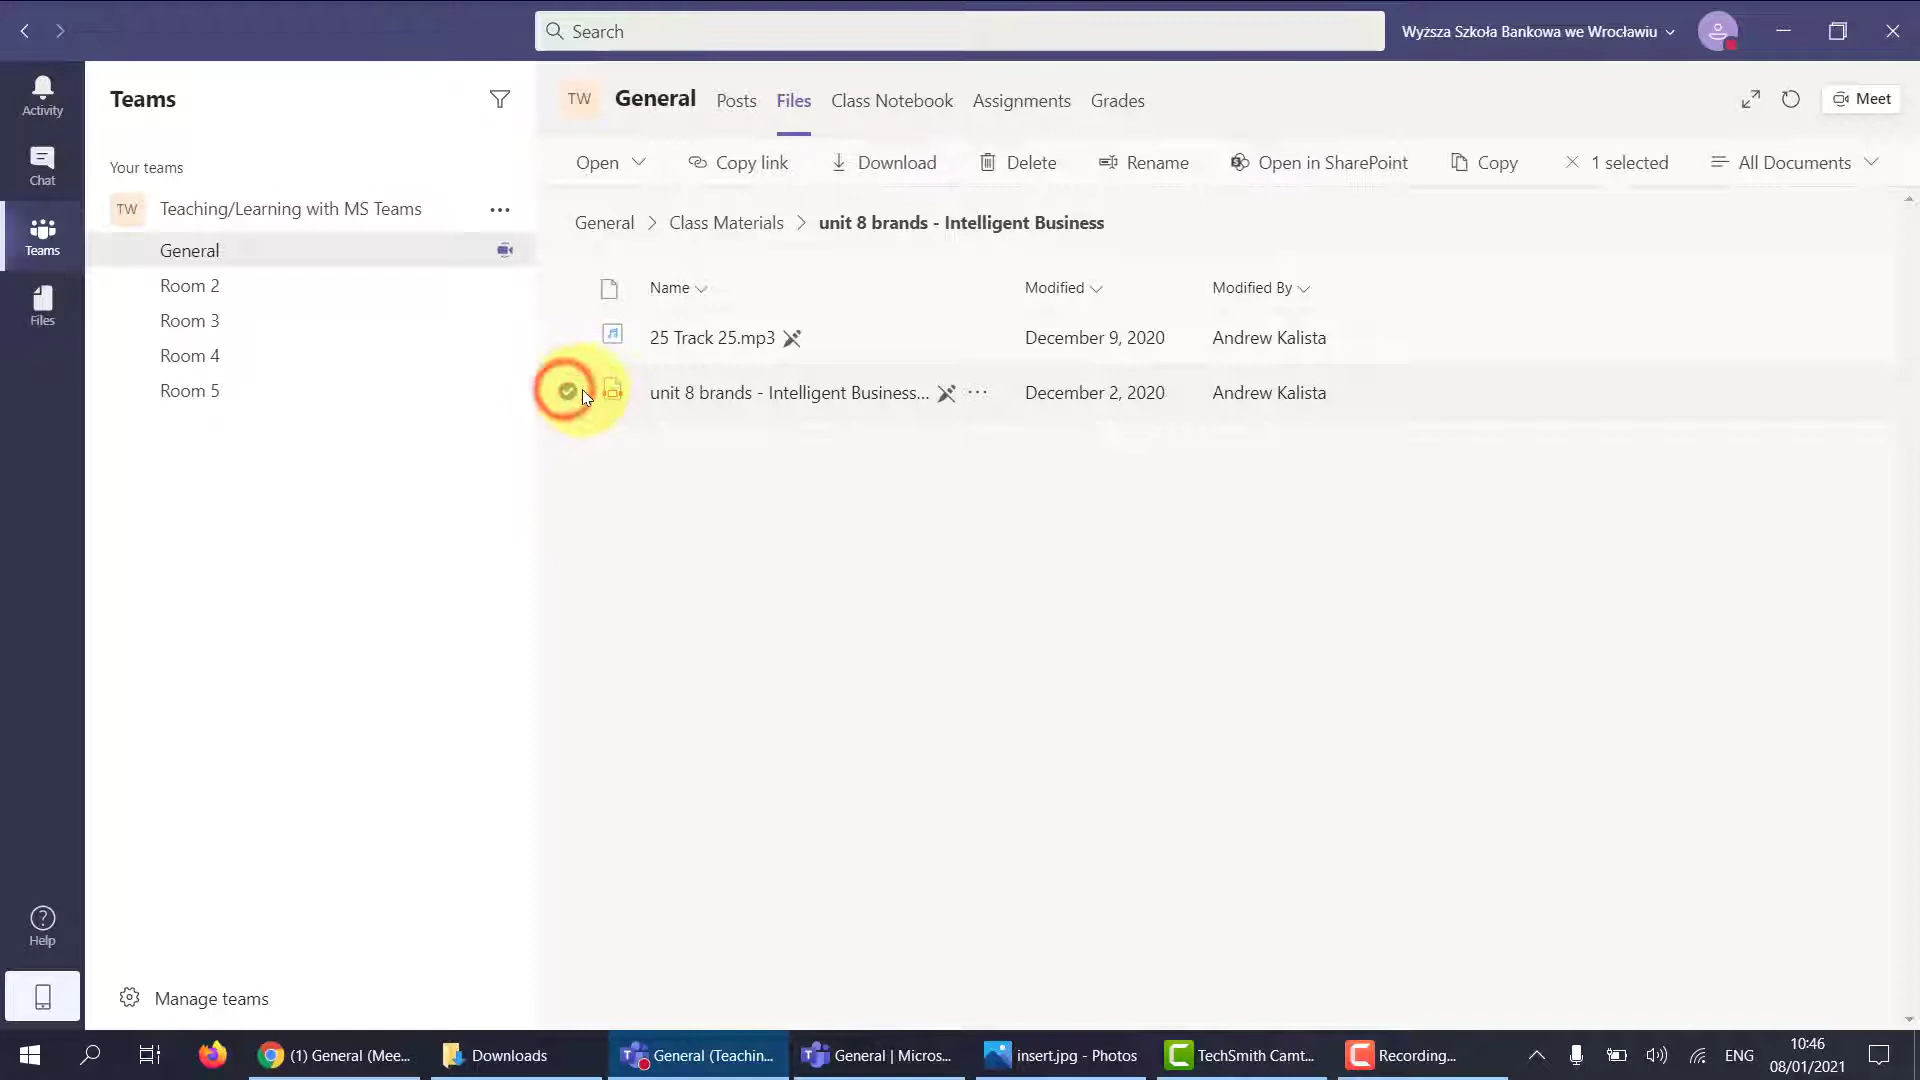 Search
Wyższa Szkoła Bankowa we Wrocławiu
Activity
Chat
Teams
Files
Help
Teams
Your teams
TW Teaching/Learning with MS Teams
General
Room 2
Room 3
Room 4
Room 5
Manage teams
TW General Posts Files Class Notebook Assignments Grades
Meet
Open Copy link Download Delete Rename Open in SharePoint Copy 1 selected All Documents
General > Class Materials > unit 8 brands - Intelligent Business
Name Modified Modified By
25 Track 25.mp3 December 9, 2020 Andrew Kalista
unit 8 brands - Intelligent Business... December 2, 2020 Andrew Kalista
(1) General (Mee...
Downloads
General (Teachin...
General | Micros...
insert.jpg - Photos
TechSmith Camt...
Recording...
ENG
10:46
08/01/2021